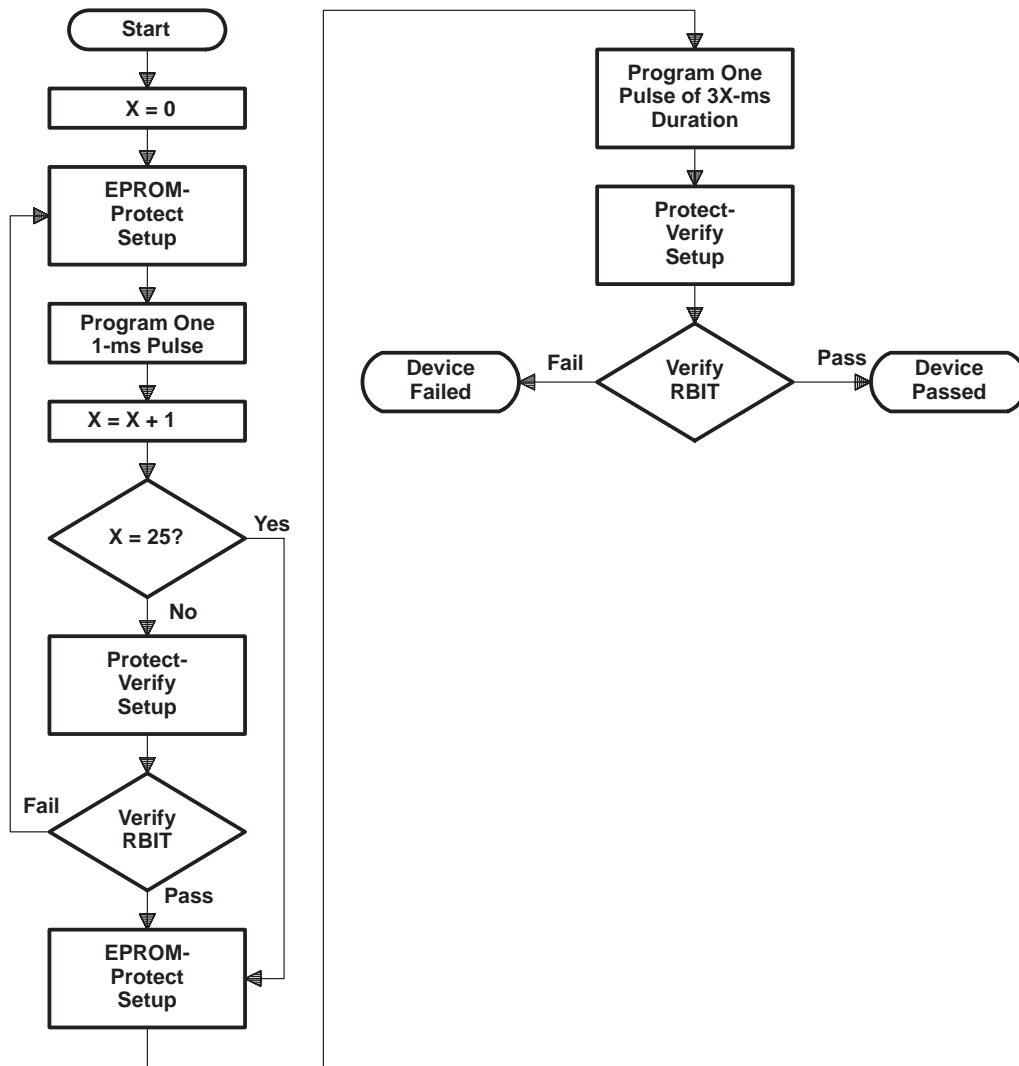 Start
X = 0
EPROM-
Protect
Setup
Program One
1-ms Pulse
X = X + 1
X = 25?
Yes
No
Protect-
Verify
Setup
Fail
Verify
RBIT
Pass
EPROM-
Protect
Setup
Program One
Pulse of 3X-ms
Duration
Protect-
Verify
Setup
Device
Failed
Fail
Verify
RBIT
Pass
Device
Passed